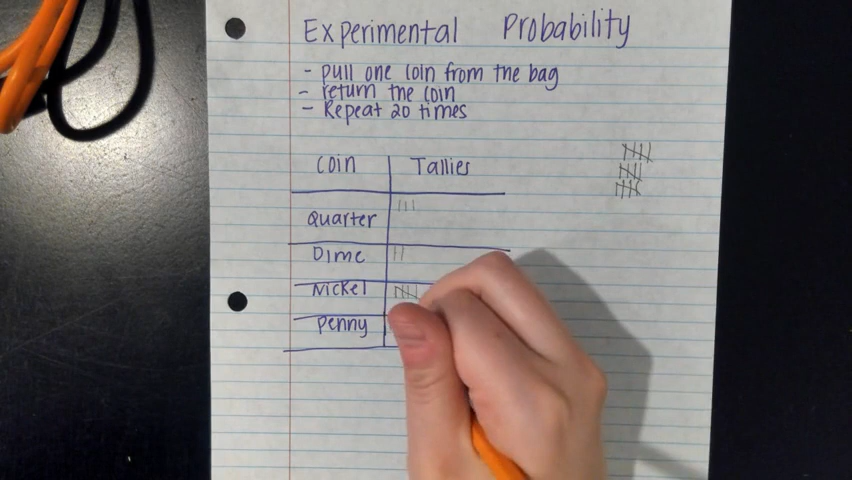 Experimental Probability
- pull one coin from the bag
- return the coin
- Repeat 20 times
Coin Tallies
Quarter
Dime
Nickel
Penny